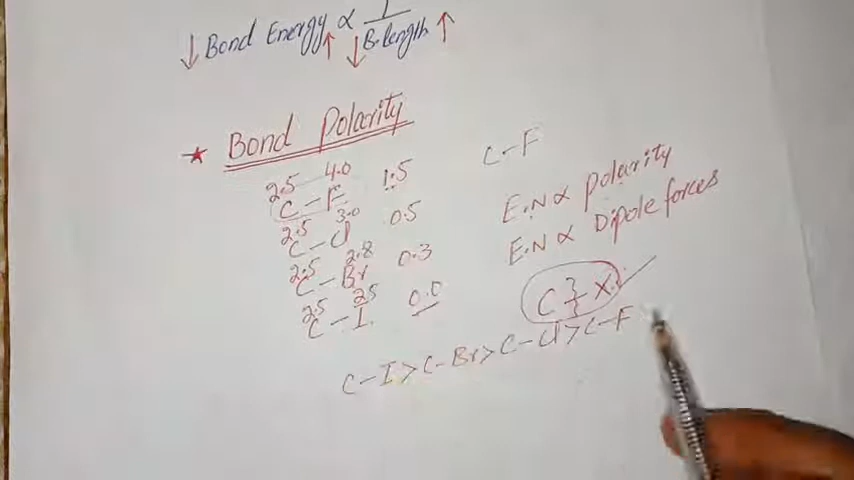 ↓ Bond Energy ↑ ∝ 1 / ↓ B.length ↑
★ Bond Polarity
2.5 4.0
C-F 1.5
2.5 3.0
C-Cl 0.5
2.5 2.8
C-Br 0.3
2.5 2.5
C-I. 0.0
C-F
E.N ∝ polarity
E.N ∝ Dipole forces
C-X ✓
C-I>C-Br>C-Cl>C-F